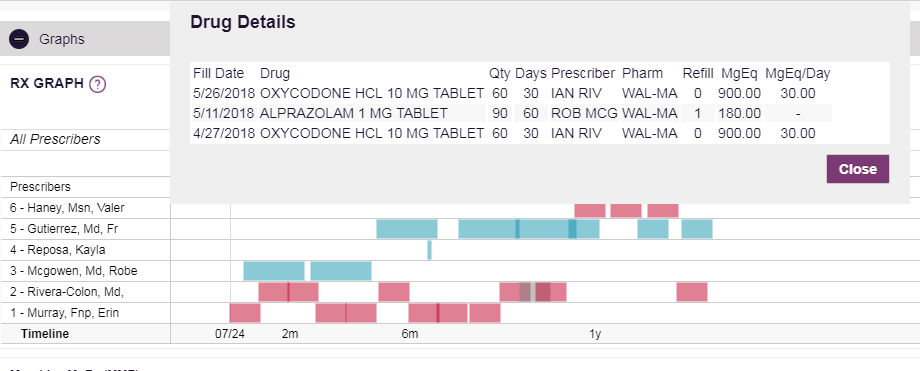 Drug Details
Graphs
Fill Date Drug Qty Days Prescriber Pharm Refill MgEq MgEq/Day
5/26/2018 OXYCODONE HCL 10 MG TABLET 60 30 IAN RIV WAL-MA 0 900.00 30.00
5/11/2018 ALPRAZOLAM 1 MG TABLET 90 60 ROB MCG WAL-MA 1 180.00 -
4/27/2018 OXYCODONE HCL 10 MG TABLET 60 30 IAN RIV WAL-MA 0 900.00 30.00
Close
RX GRAPH ?
All Prescribers
Prescribers
6 - Haney, Msn, Valer
5 - Gutierrez, Md, Fr
4 - Reposa, Kayla
3 - Mcgowen, Md, Robe
2 - Rivera-Colon, Md,
1 - Murray, Fnp, Erin
Timeline 07/24 2m 6m 1y